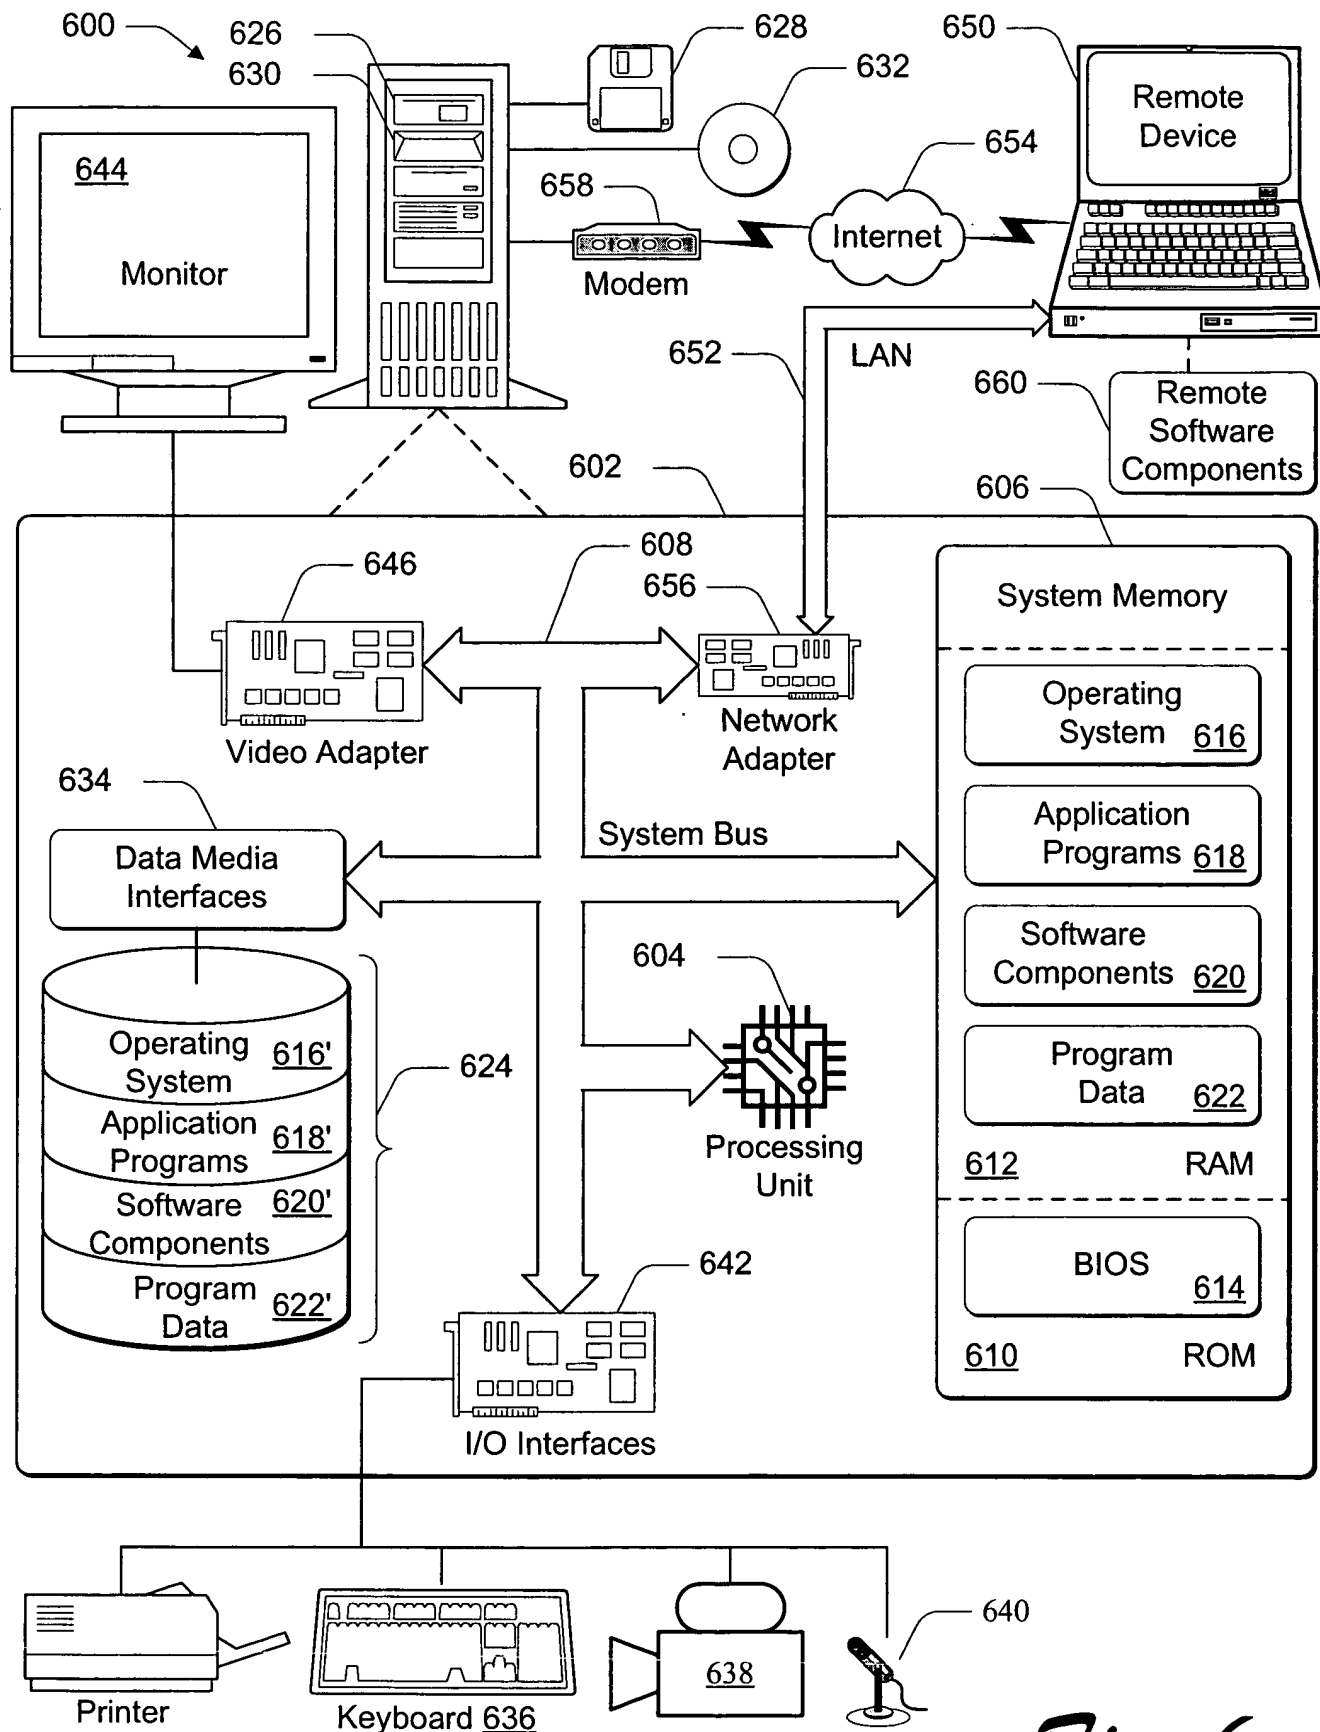 600
626
630
628
632
650
Remote
Device
644
Monitor
658
Modem
654
Internet
652
LAN
660
Remote
Software
Components
602
606
646
608
656
System Memory
Video Adapter
Network
Adapter
Operating
System 616
634
Data Media
Interfaces
System Bus
Application
Programs 618
Software
Components 620
604
Processing
Unit
Program
Data 622
612 RAM
Operating
System 616'
Application
Programs 618'
Software
Components 620'
Program
Data 622'
624
642
I/O Interfaces
BIOS
614
610 ROM
Printer
Keyboard 636
638
640